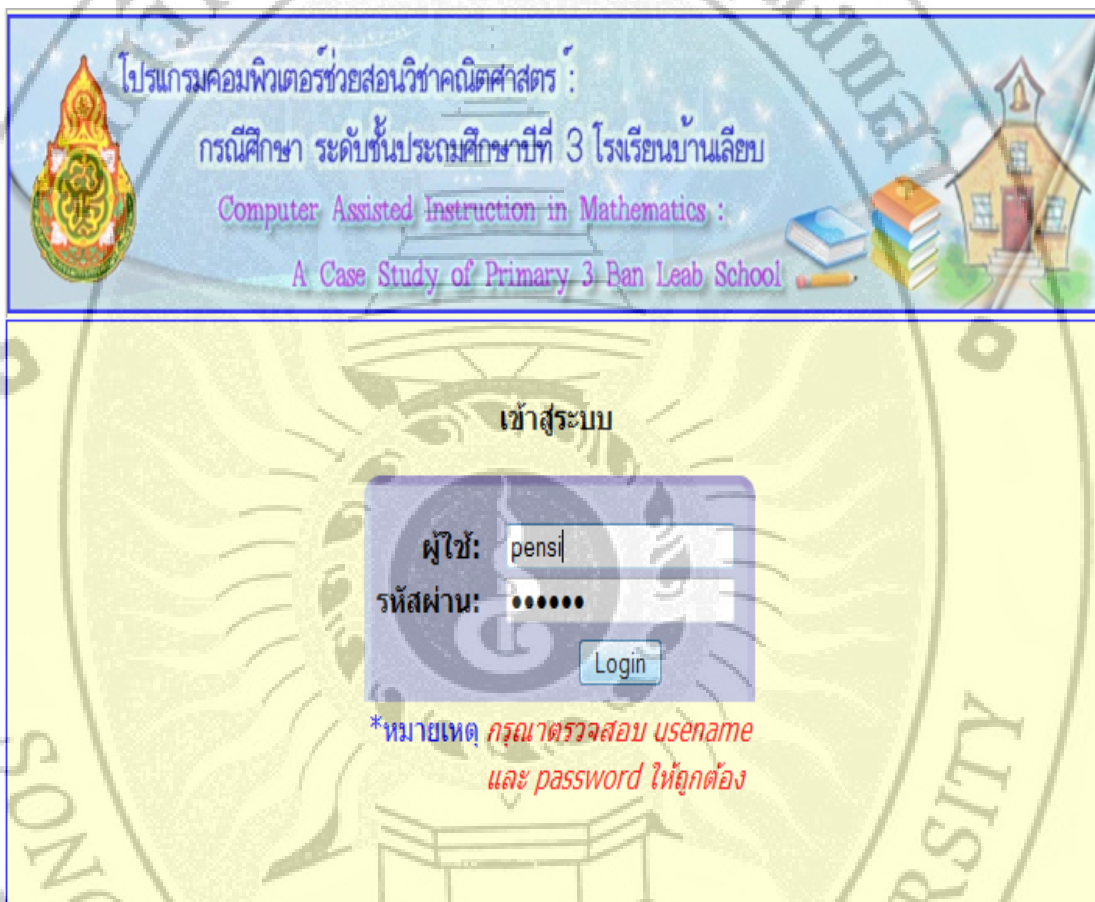 โปรแกรมคอมพิวเตอร์ช่วยสอนวิชาคณิตศาสตร์ :
กรณีศึกษา ระดับชั้นประถมศึกษาปีที่ 3 โรงเรียนบ้านเลียบ
Computer Assisted Instruction in Mathematics :
A Case Study of Primary 3 Ban Leab School
เข้าสู่ระบบ
ผู้ใช้: pensi
รหัสผ่าน: ••••••
Login
*หมายเหตุ กรุณาตรวจสอบ usename
และ password ให้ถูกต้อง